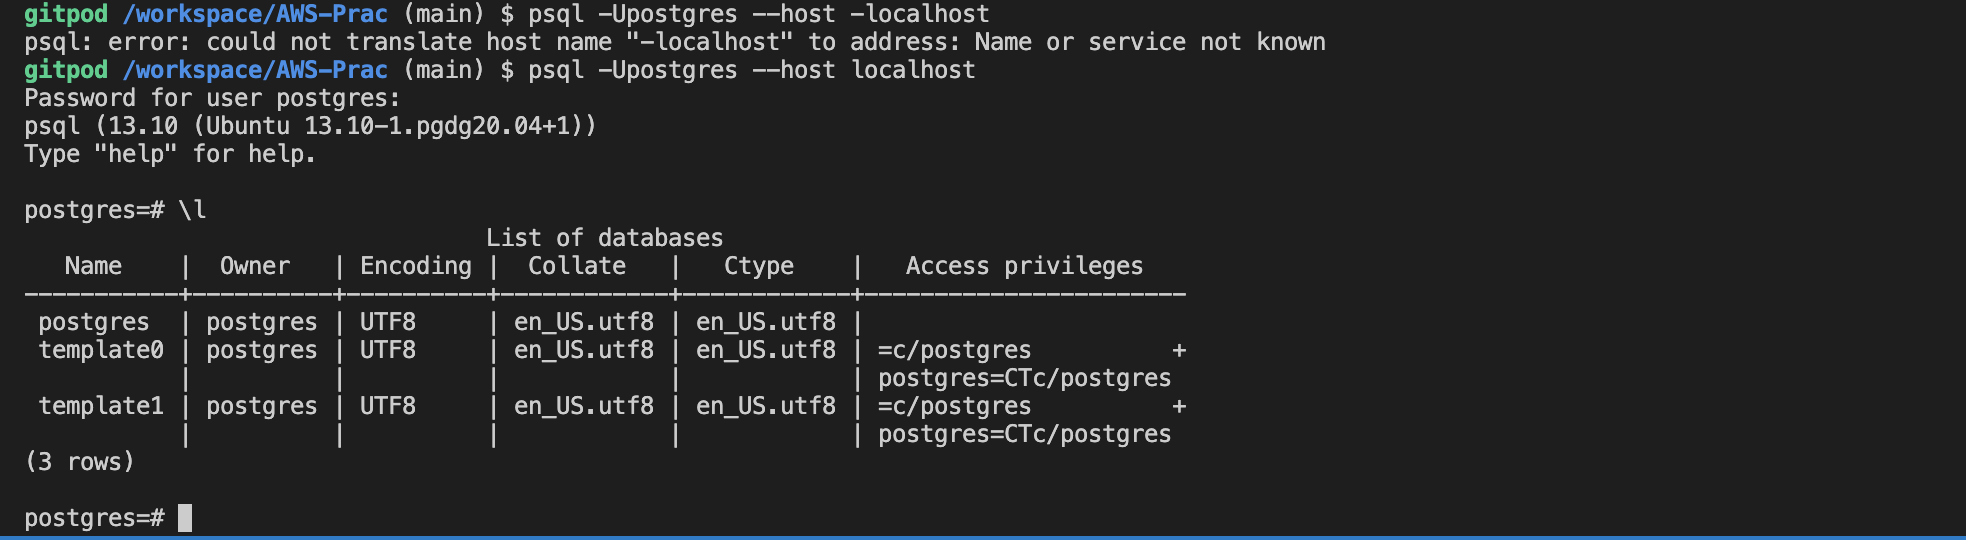 gitpod /workspace/AWS-Prac (main) $ psql -Upostgres --host -localhost
psql: error: could not translate host name "-localhost" to address: Name or service not known
gitpod /workspace/AWS-Prac (main) $ psql -Upostgres --host localhost
Password for user postgres:
psql (13.10 (Ubuntu 13.10-1.pgdg20.04+1))
Type "help" for help.

postgres=# \l
                                 List of databases
   Name    |  Owner   | Encoding |  Collate   |   Ctype    |   Access privileges
-----------+----------+----------+------------+------------+-----------------------
 postgres  | postgres | UTF8     | en_US.utf8 | en_US.utf8 |
 template0 | postgres | UTF8     | en_US.utf8 | en_US.utf8 | =c/postgres          +
           |          |          |            |            | postgres=CTc/postgres
 template1 | postgres | UTF8     | en_US.utf8 | en_US.utf8 | =c/postgres          +
           |          |          |            |            | postgres=CTc/postgres
(3 rows)

postgres=#